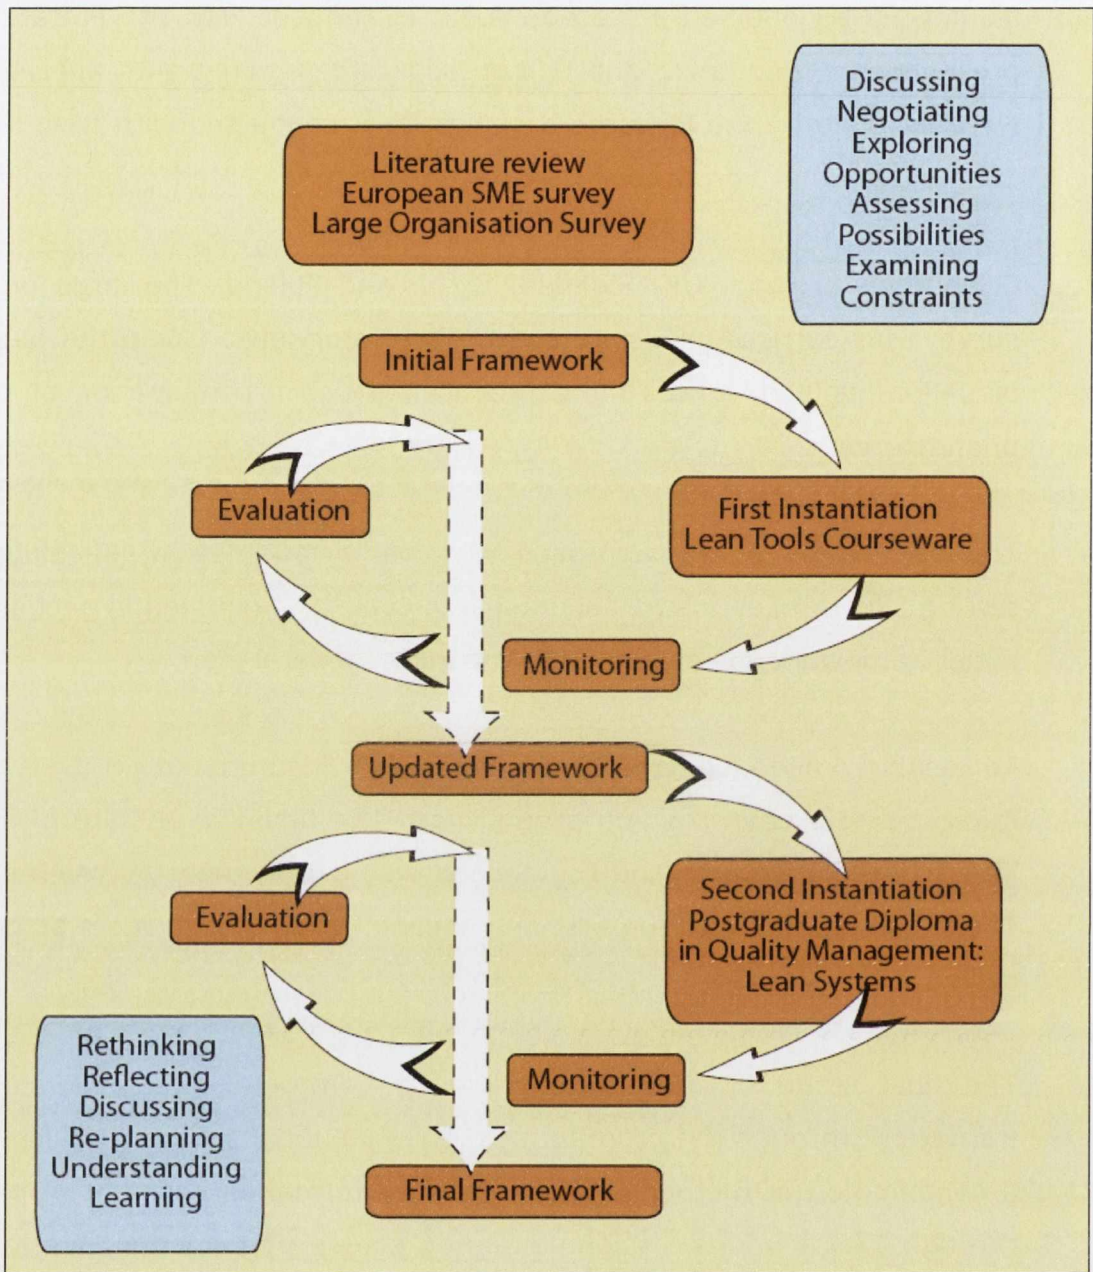 Literature review
European SME survey
Large Organisation Survey
Discussing
Negotiating
Exploring
Opportunities
Assessing
Possibilities
Examining
Constraints
Initial Framework
First Instantiation
Lean Tools Courseware
Monitoring
Evaluation
Updated Framework
Second Instantiation
Postgraduate Diploma
in Quality Management:
Lean Systems
Monitoring
Evaluation
Final Framework
Rethinking
Reflecting
Discussing
Re-planning
Understanding
Learning